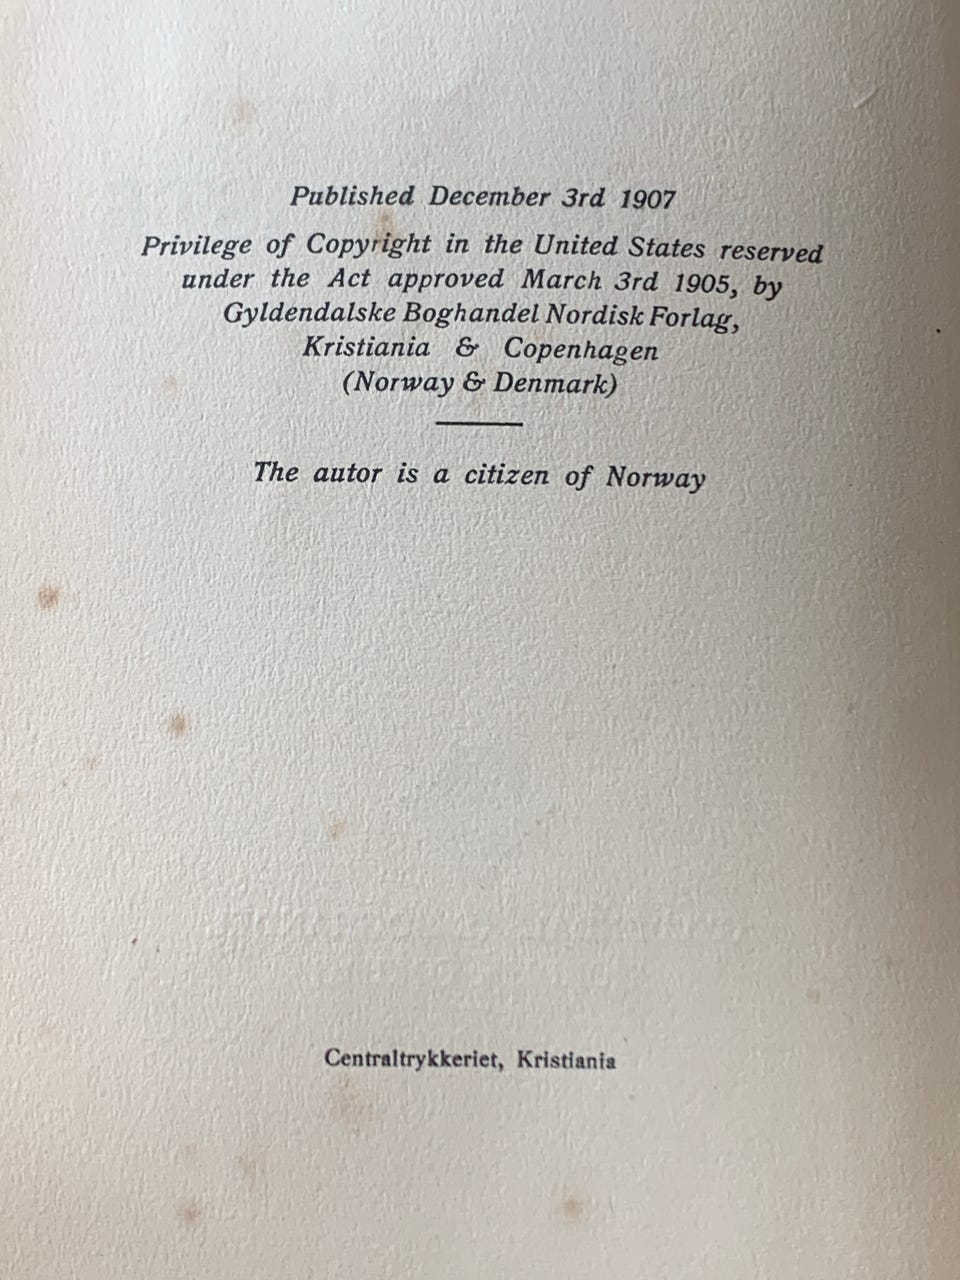 Published December 3rd 1907
Privilege of Copyright in the United States reserved
under the Act approved March 3rd 1905, by
Gyldendalske Boghandel Nordisk Forlag,
Kristiania & Copenhagen
(Norway & Denmark)
The autor is a citizen of Norway
Centraltrykkeriet, Kristiania